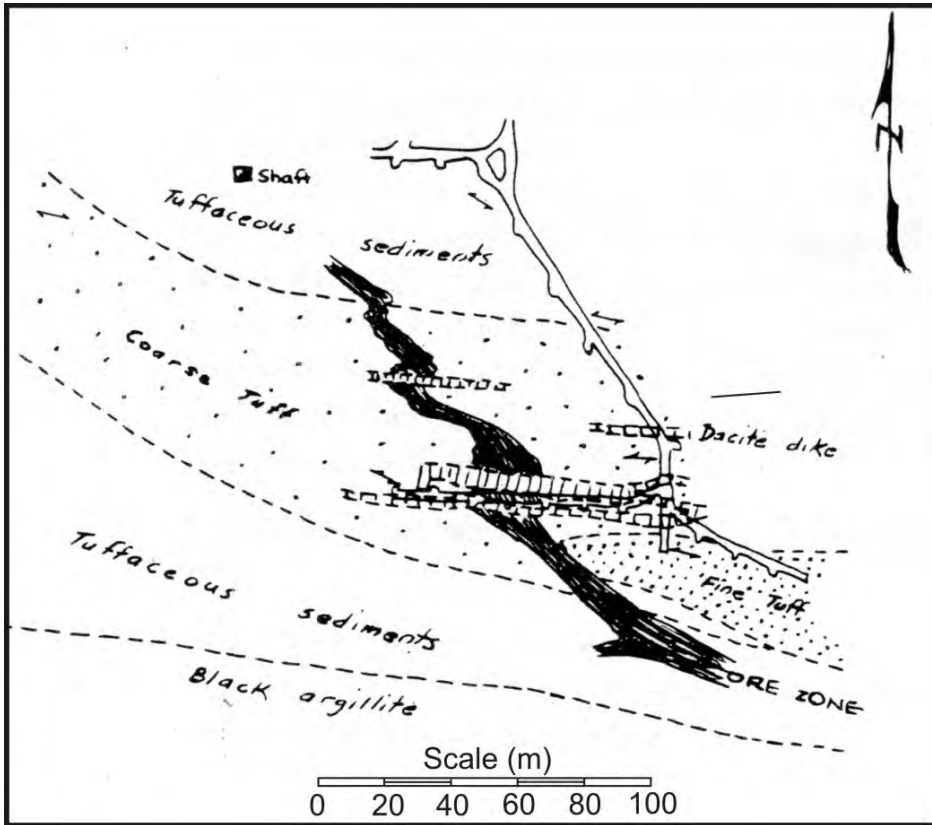 N
Shaft
Tuffaceous
sediments
Coarse
Tuff
Dacite dike
Tuffaceous
sediments
Fine Tuff
ORE ZONE
Black argillite
Scale (m)
0 20 40 60 80 100